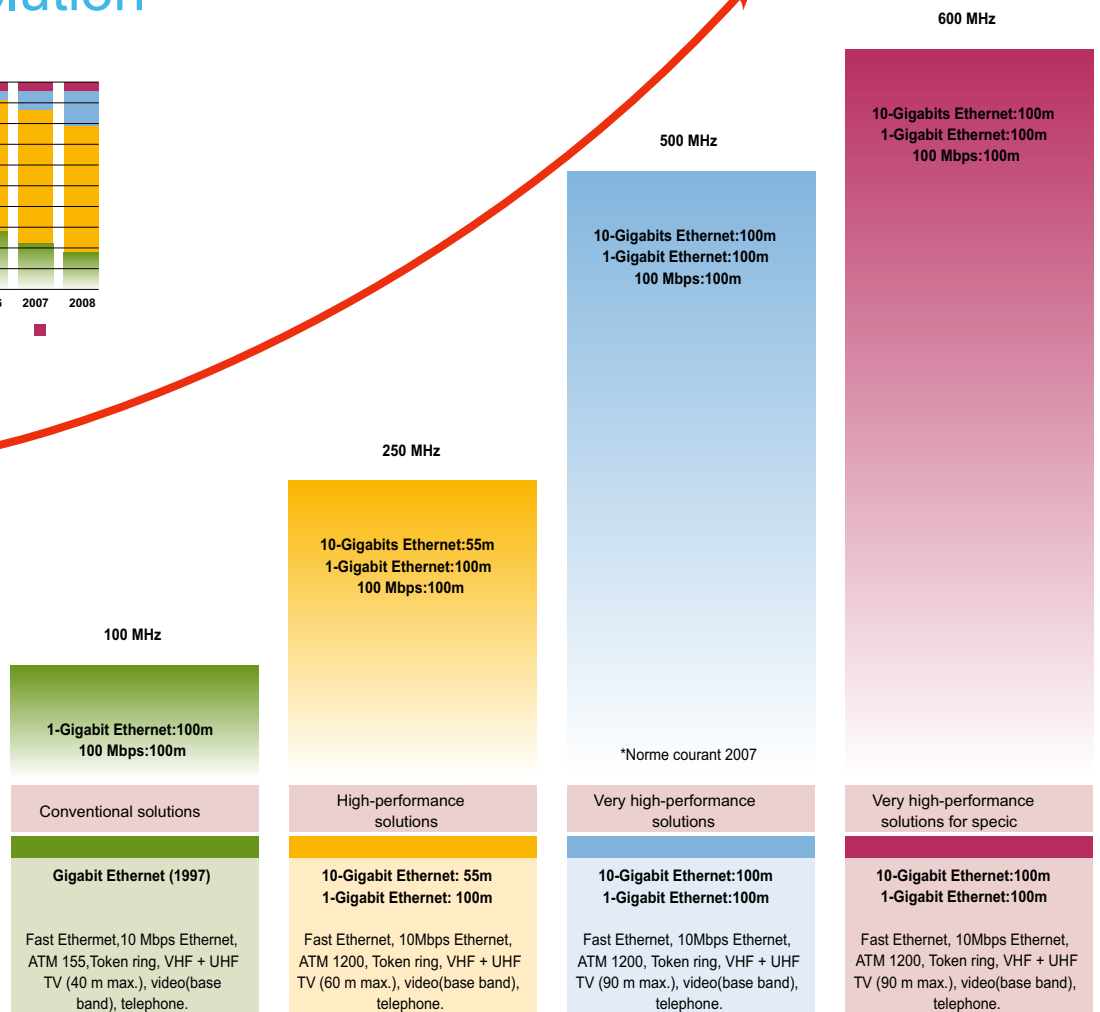 600 MHz
10-Gigabits Ethernet:100m
1-Gigabit Ethernet:100m
100 Mbps:100m
500 MHz
10-Gigabits Ethernet:100m
1-Gigabit Ethernet:100m
100 Mbps:100m
2007 2008
250 MHz
10-Gigabits Ethernet:55m
1-Gigabit Ethernet:100m
100 Mbps:100m
100 MHz
1-Gigabit Ethernet:100m
100 Mbps:100m
*Norme courant 2007
Conventional solutions
High-performance
solutions
Very high-performance
solutions
Very high-performance
solutions for specic
Gigabit Ethernet (1997)
Fast Ethermet,10 Mbps Ethernet,
ATM 155,Token ring, VHF + UHF
TV (40 m max.), video(base
band), telephone.
10-Gigabit Ethernet: 55m
1-Gigabit Ethernet: 100m
Fast Ethernet, 10Mbps Ethernet,
ATM 1200, Token ring, VHF + UHF
TV (60 m max.), video(base band),
telephone.
10-Gigabit Ethernet:100m
1-Gigabit Ethernet:100m
Fast Ethernet, 10Mbps Ethernet,
ATM 1200, Token ring, VHF + UHF
TV (90 m max.), video(base band),
telephone.
10-Gigabit Ethernet:100m
1-Gigabit Ethernet:100m
Fast Ethernet, 10Mbps Ethernet,
ATM 1200, Token ring, VHF + UHF
TV (90 m max.), video(base band),
telephone.